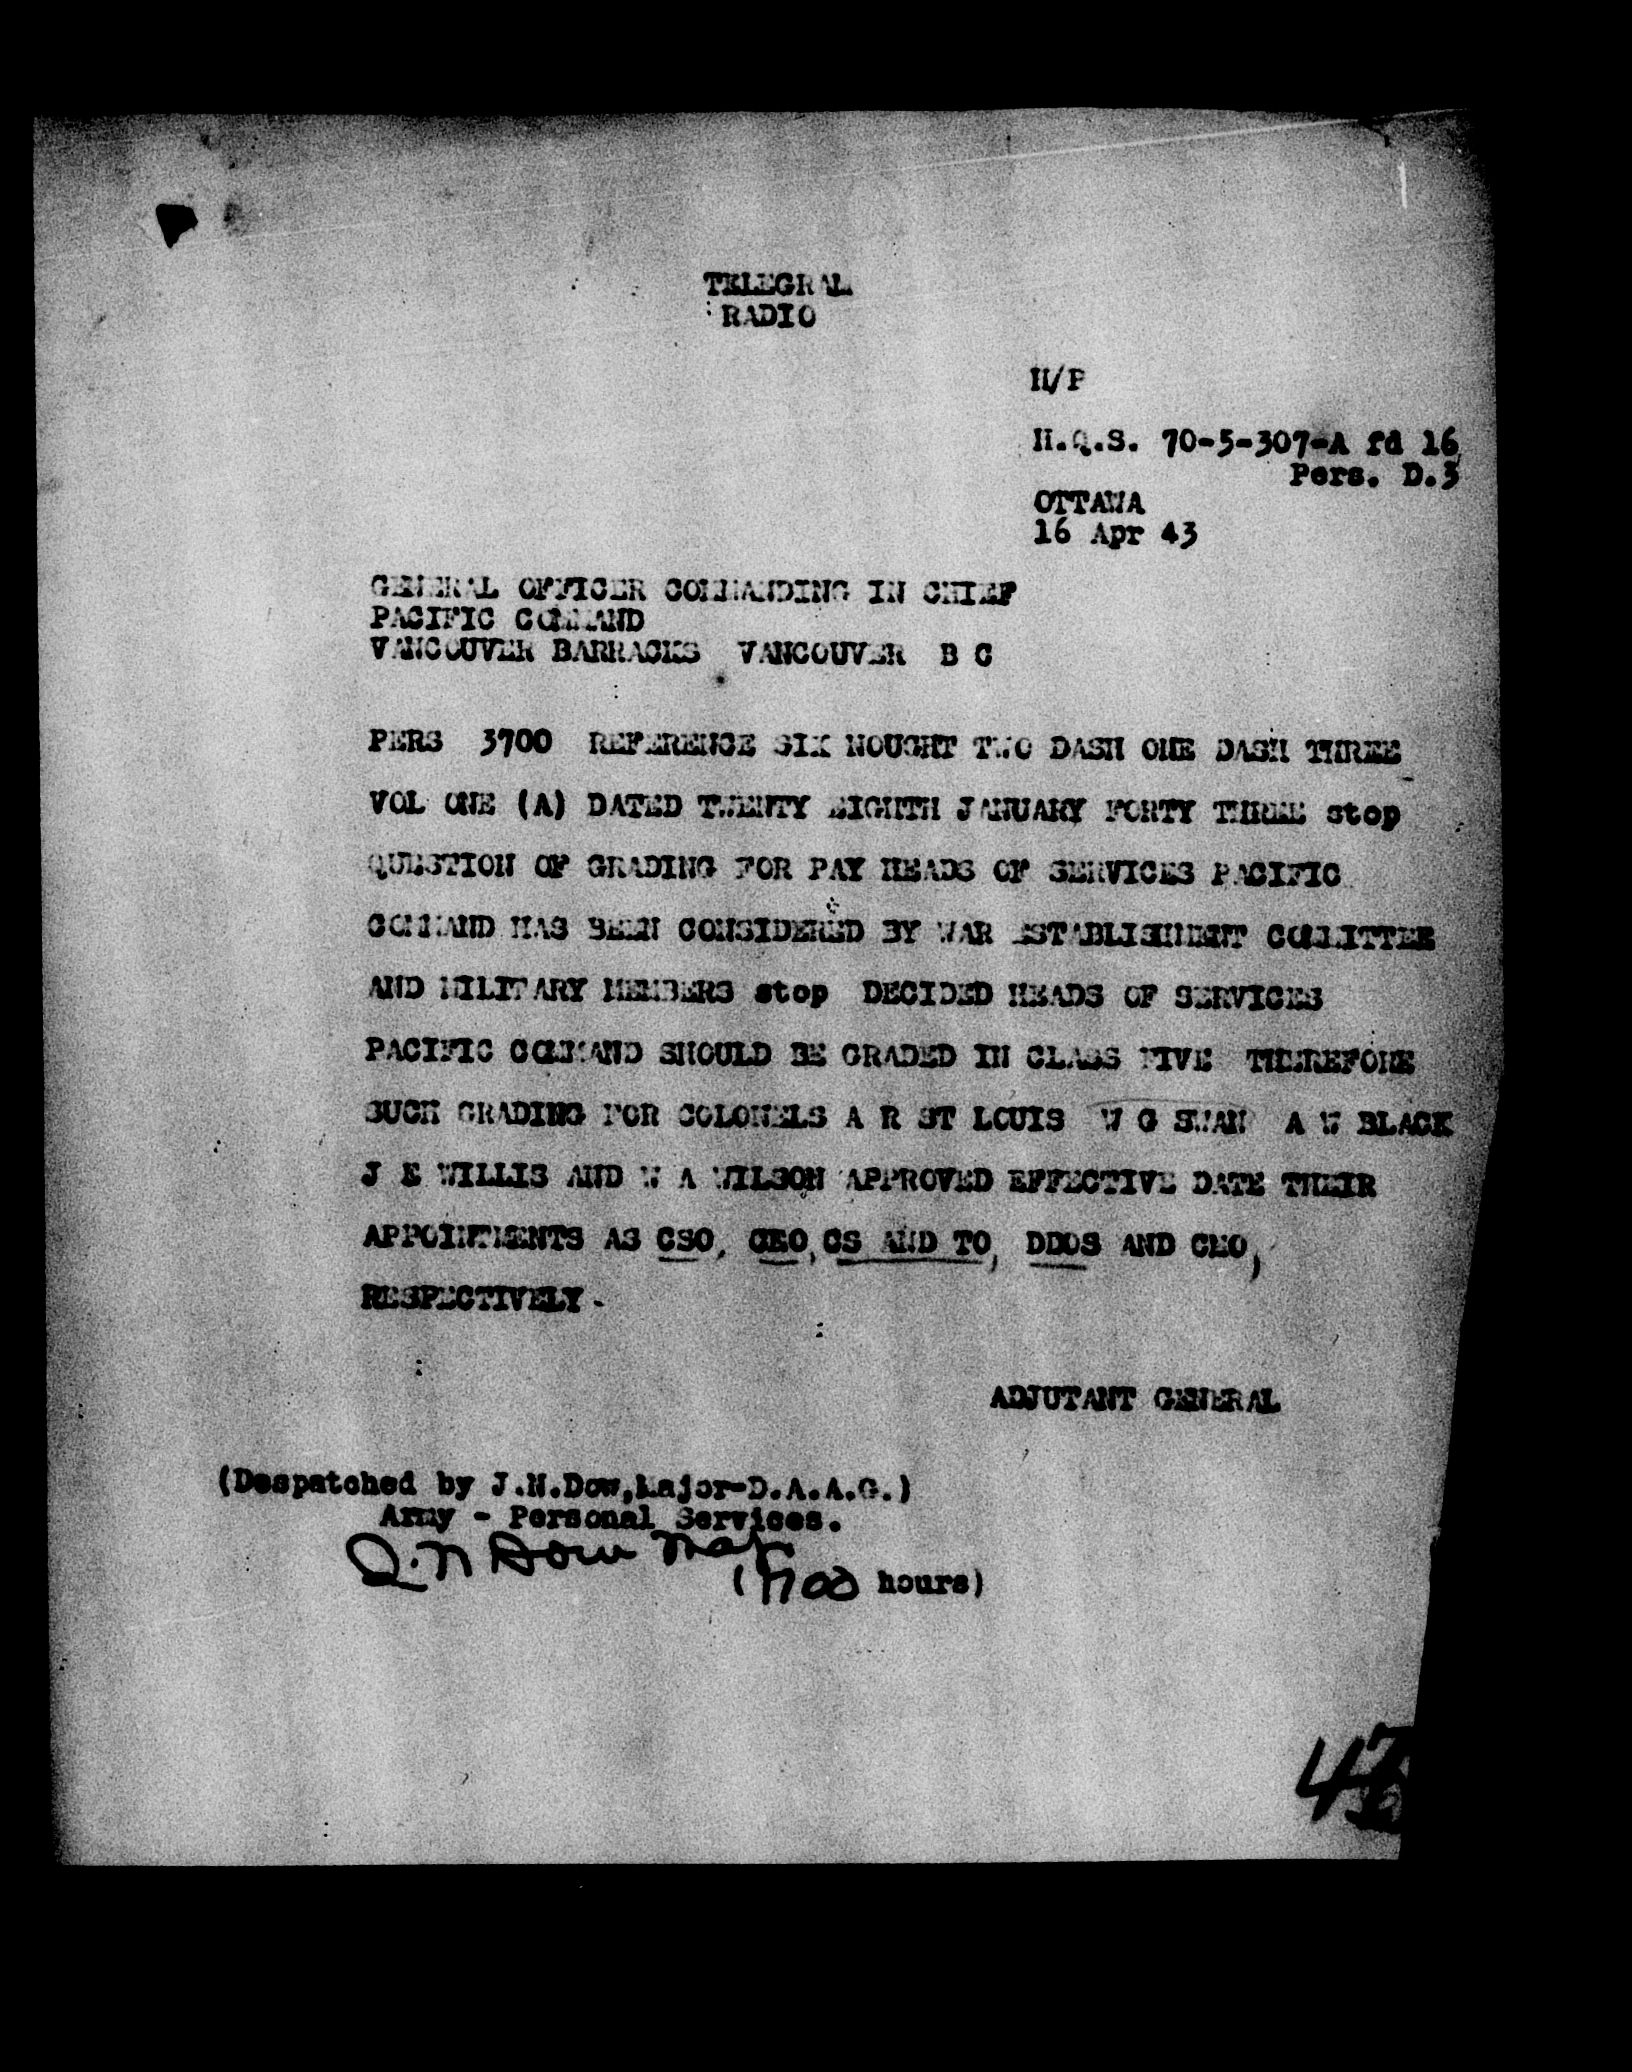 TELEGRAM
RADIO
H/P
H.Q.S. 70-5-307-A fd 16
Pers. D.3
OTTAWA
16 Apr 43
GENERAL OFFICER COMMANDING IN CHIEF
PACIFIC COMMAND
VANCOUVER BARRACKS VANCOUVER B C
PERS 3700 REFERENCE SIX NOUGHT TWO DASH ONE DASH THREE
VOL ONE (A) DATED TWENTY EIGHTH JANUARY FORTY THREE stop
QUESTION OF GRADING FOR PAY HEADS OF SERVICES PACIFIC
COMMAND HAS BEEN CONSIDERED BY WAR ESTABLISHMENT COMMITTEE
AND MILITARY MEMBERS stop DECIDED HEADS OF SERVICES
PACIFIC COMMAND SHOULD BE GRADED IN CLASS FIVE THEREFORE
SUCH GRADING FOR COLONELS A R ST LOUIS W G SWAN A W BLACK
J E WILLIS AND W A WILSON APPROVED EFFECTIVE DATE THEIR
APPOINTMENTS AS CSO, CEO, CS AND TO, DDOS AND CMO,
RESPECTIVELY.
ADJUTANT GENERAL
(Despatched by J.N.Dow,Major-D.A.A.G.)
Army - Personal Services.
J.N Dow Maj
(1700 hours)